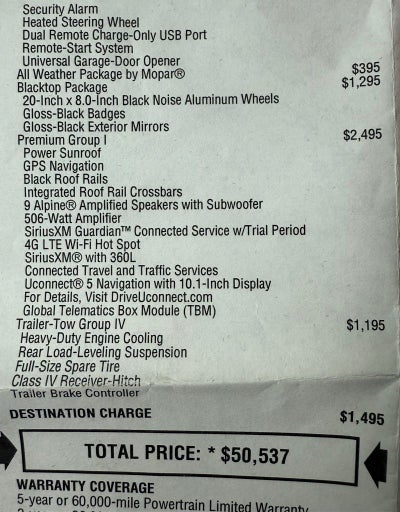 Security Alarm
Heated Steering Wheel
Dual Remote Charge-Only USB Port
Remote-Start System
Universal Garage-Door Opener
All Weather Package by Mopar® $395
Blacktop Package $1,295
20-Inch x 8.0-Inch Black Noise Aluminum Wheels
Gloss-Black Badges
Gloss-Black Exterior Mirrors
Premium Group I $2,495
Power Sunroof
GPS Navigation
Black Roof Rails
Integrated Roof Rail Crossbars
9 Alpine® Amplified Speakers with Subwoofer
506-Watt Amplifier
SiriusXM Guardian™ Connected Service w/Trial Period
4G LTE Wi-Fi Hot Spot
SiriusXM® with 360L
Connected Travel and Traffic Services
Uconnect® 5 Navigation with 10.1-Inch Display
For Details, Visit DriveUconnect.com
Global Telematics Box Module (TBM)
Trailer-Tow Group IV $1,195
Heavy-Duty Engine Cooling
Rear Load-Leveling Suspension
Full-Size Spare Tire
Class IV Receiver-Hitch
Trailer Brake Controller
DESTINATION CHARGE $1,495
TOTAL PRICE: * $50,537
WARRANTY COVERAGE
5-year or 60,000-mile Powertrain Limited Warranty